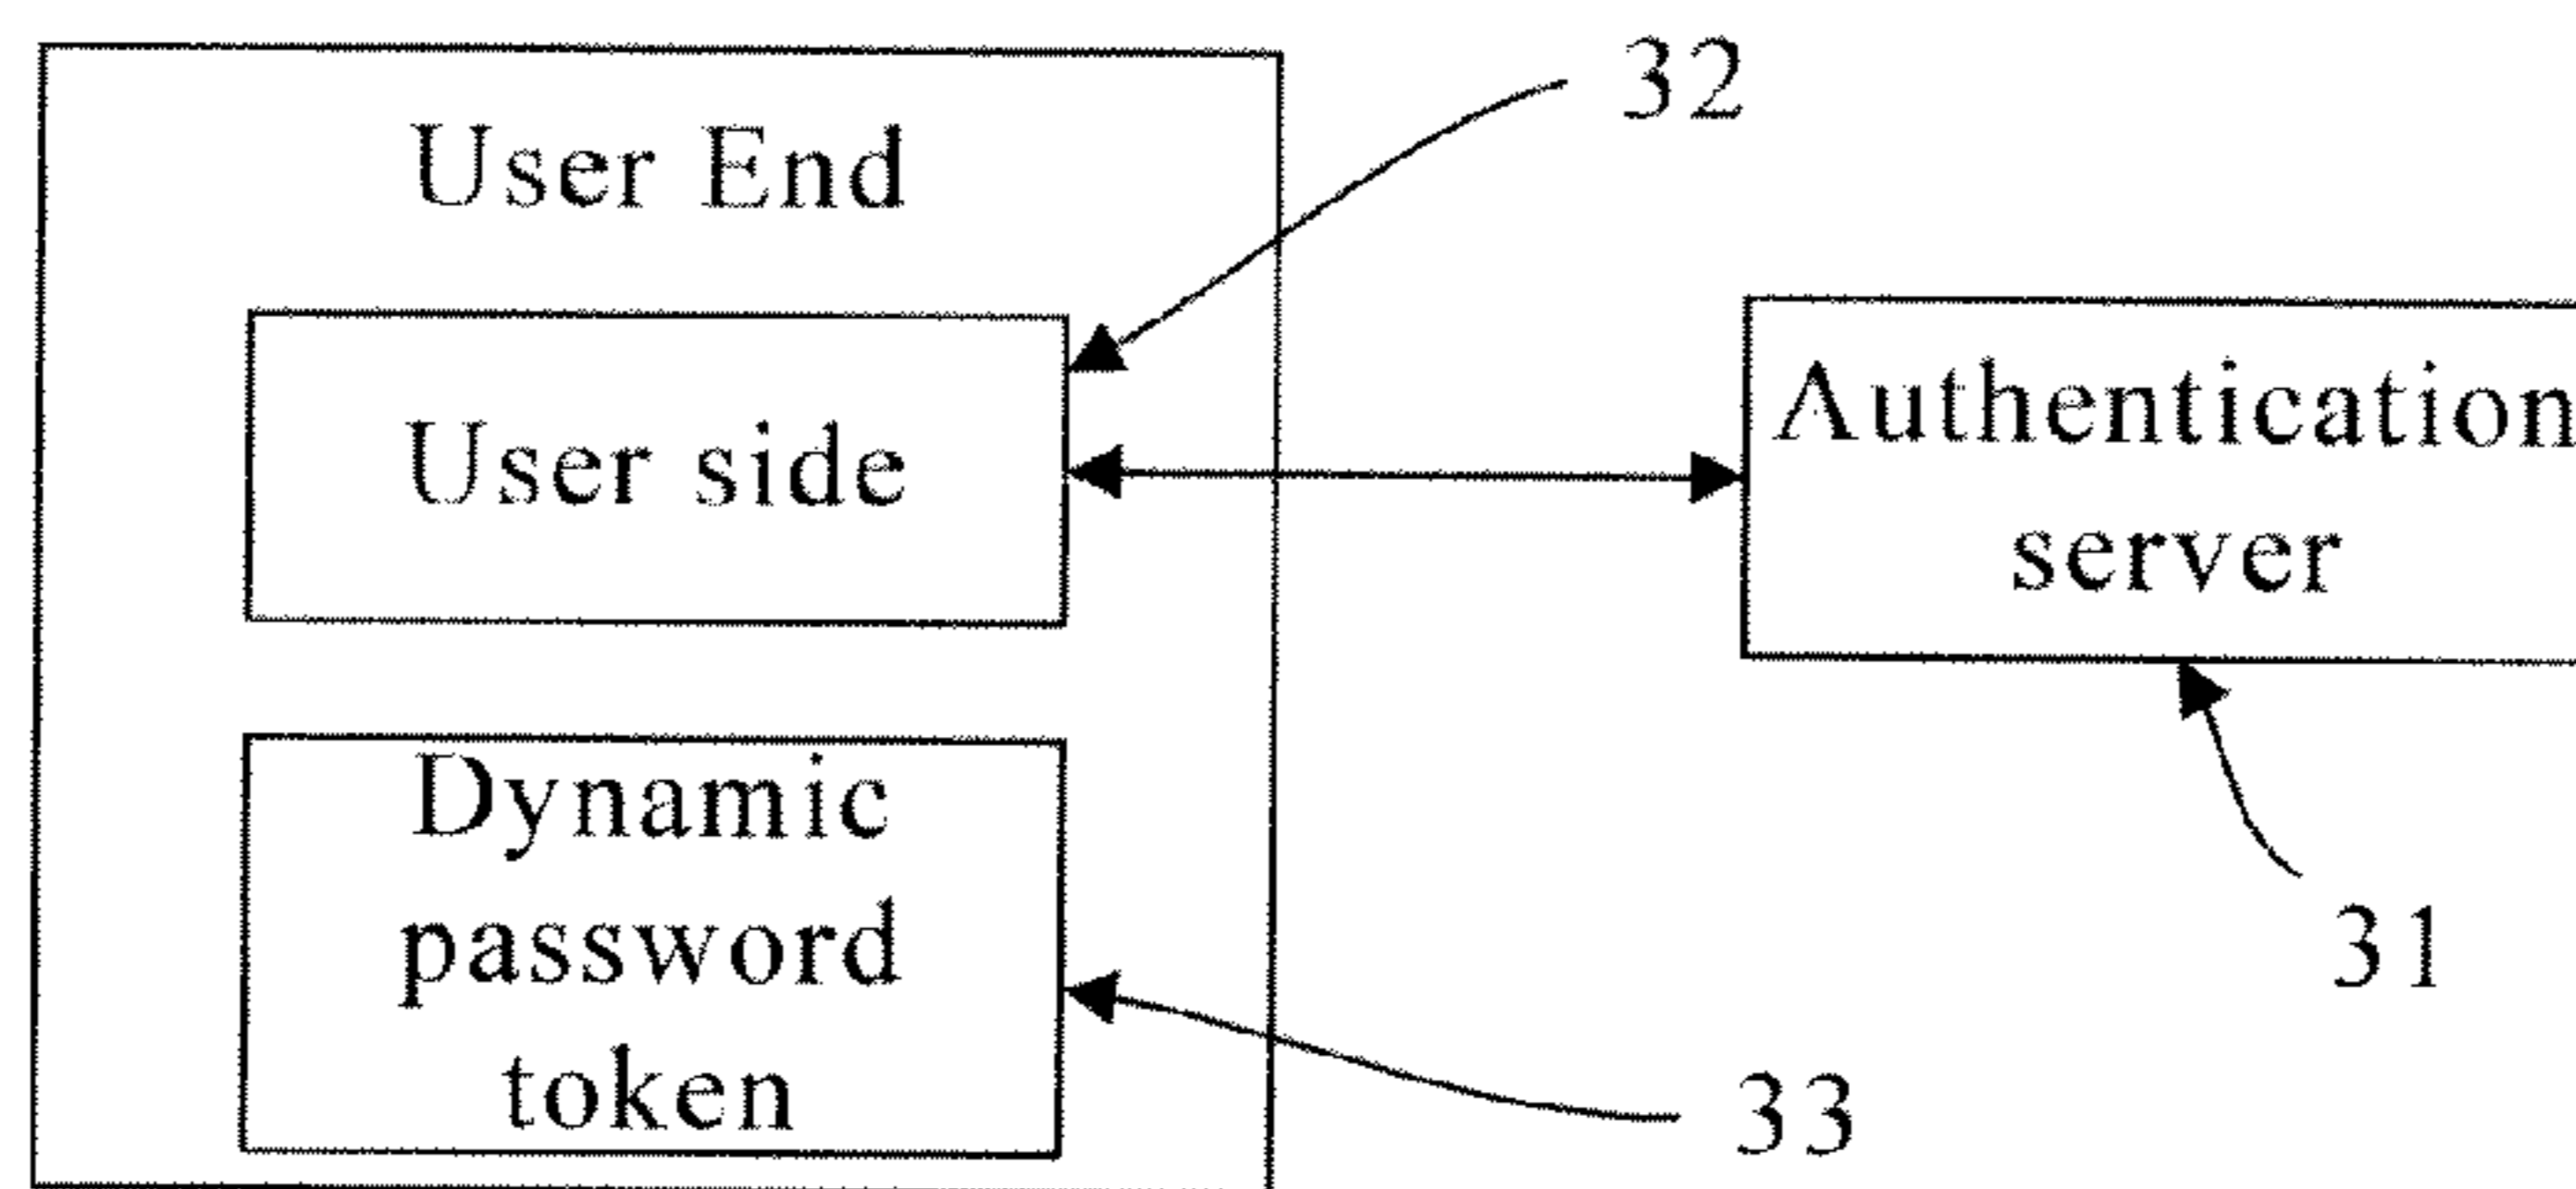 User End
32
User side
Authentication
server
Dynamic
password
token
31
33